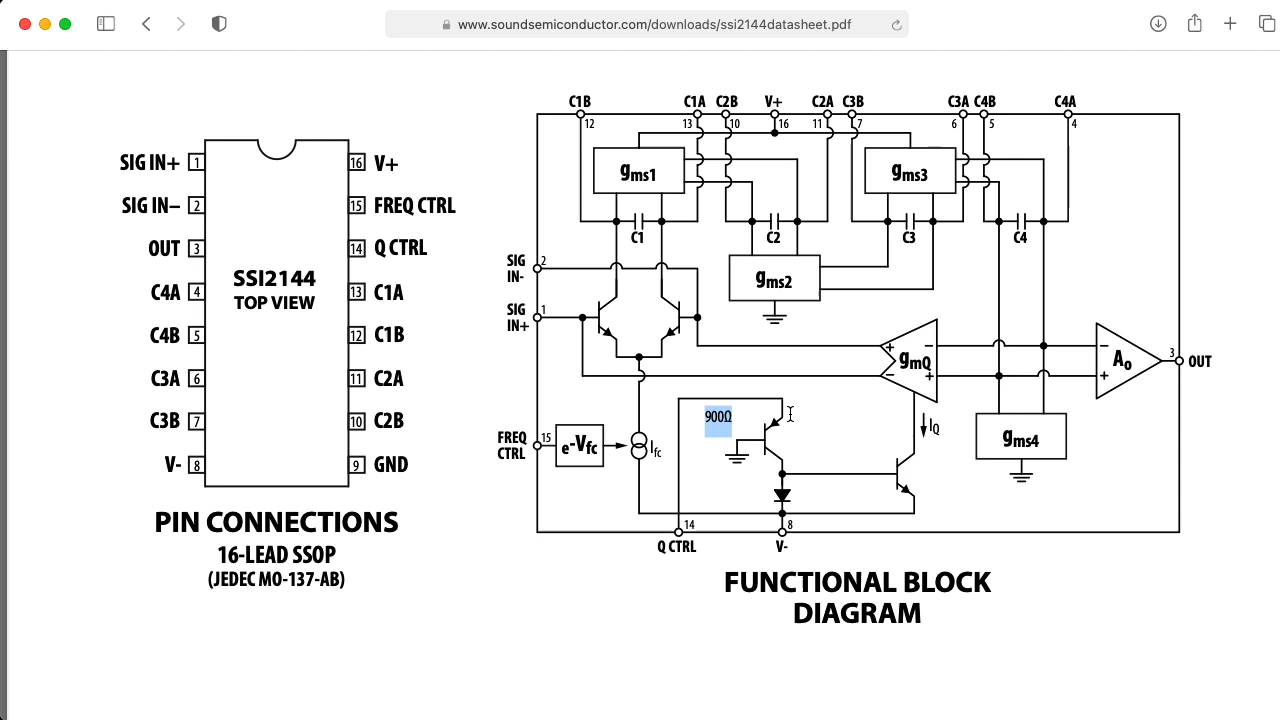 www.soundsemiconductor.com/downloads/ssi2144datasheet.pdf
SIG IN+ 1
SIG IN– 2
OUT 3
C4A 4
C4B 5
C3A 6
C3B 7
V- 8
SSI2144
TOP VIEW
16 V+
15 FREQ CTRL
14 Q CTRL
13 C1A
12 C1B
11 C2A
10 C2B
9 GND
PIN CONNECTIONS
16-LEAD SSOP
(JEDEC MO-137-AB)
C1B C1A C2B V+ C2A C3B C3A C4B C4A
12 13 10 16 11 7 6 5 4
gms1 gms3
C1 C2 C3 C4
SIG
IN-
2
gms2
SIG
IN+
1
gmQ
+ −
− +
Ao
−
+
3
OUT
900Ω
FREQ
CTRL
15
e-Vfc
Ifc
IQ
gms4
14 8
Q CTRL V-
FUNCTIONAL BLOCK
DIAGRAM